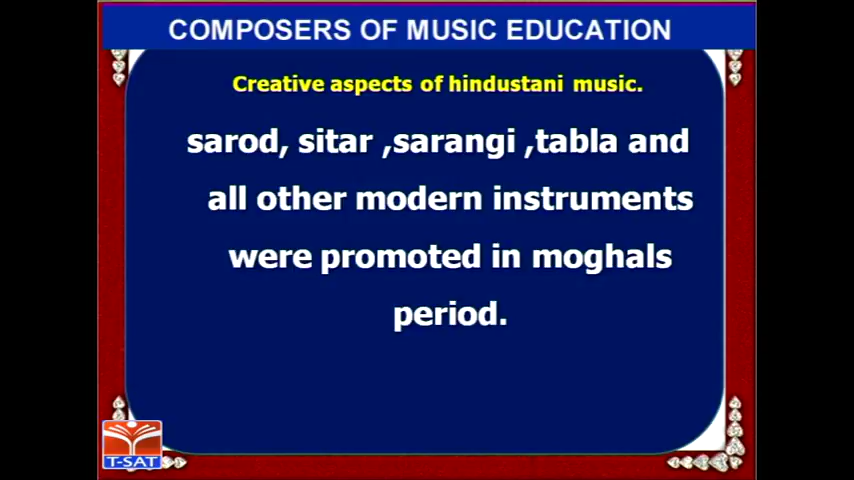 COMPOSERS OF MUSIC EDUCATION
Creative aspects of hindustani music.
sarod, sitar ,sarangi ,tabla and
all other modern instruments
were promoted in moghals
period.
T-SAT